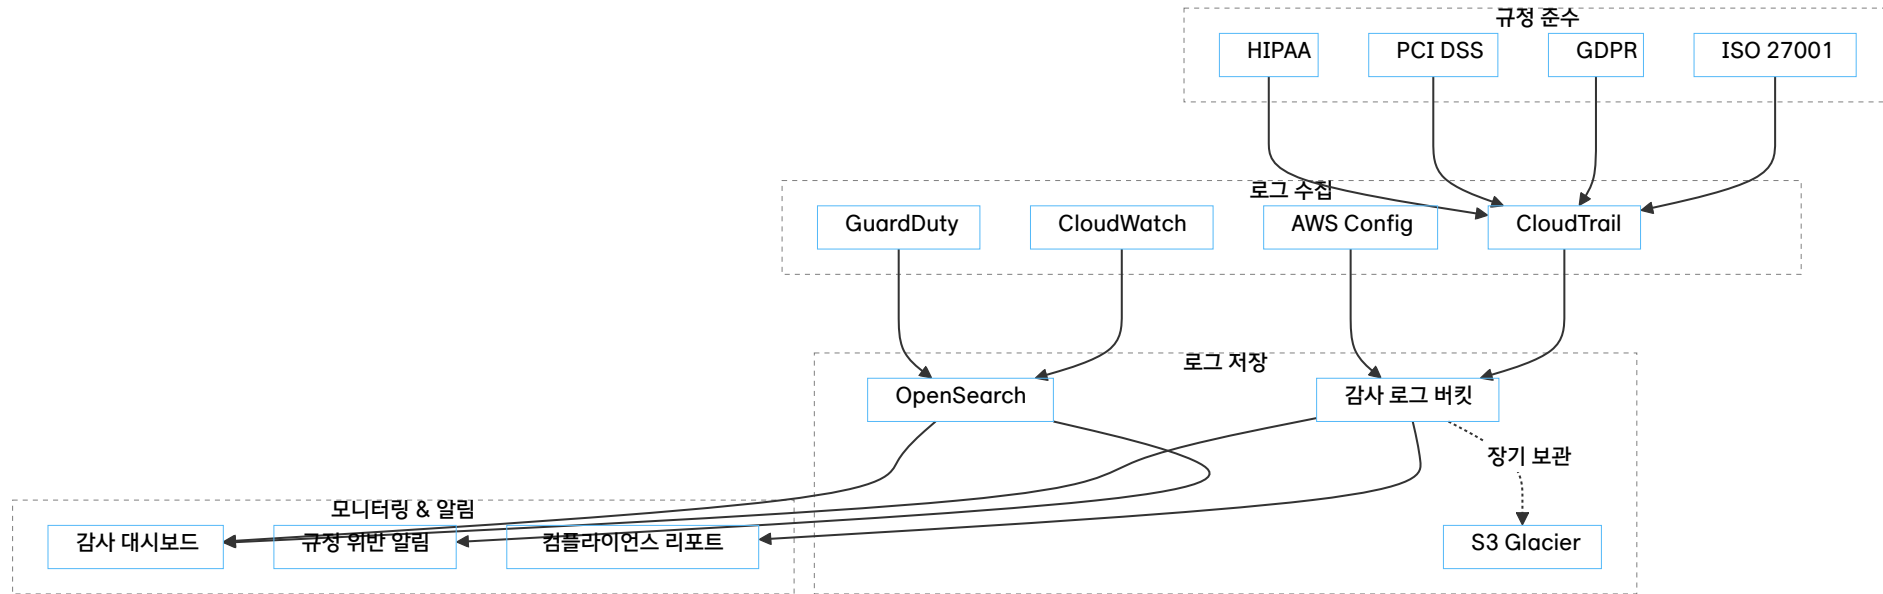 규정 준수
HIPAA
PCI DSS
GDPR
ISO 27001
로그 수집
GuardDuty
CloudWatch
AWS Config
CloudTrail
로그 저장
OpenSearch
감사 로그 버킷
장기 보관
S3 Glacier
모니터링 & 알림
감사 대시보드
규정 위반 알림
컴플라이언스 리포트